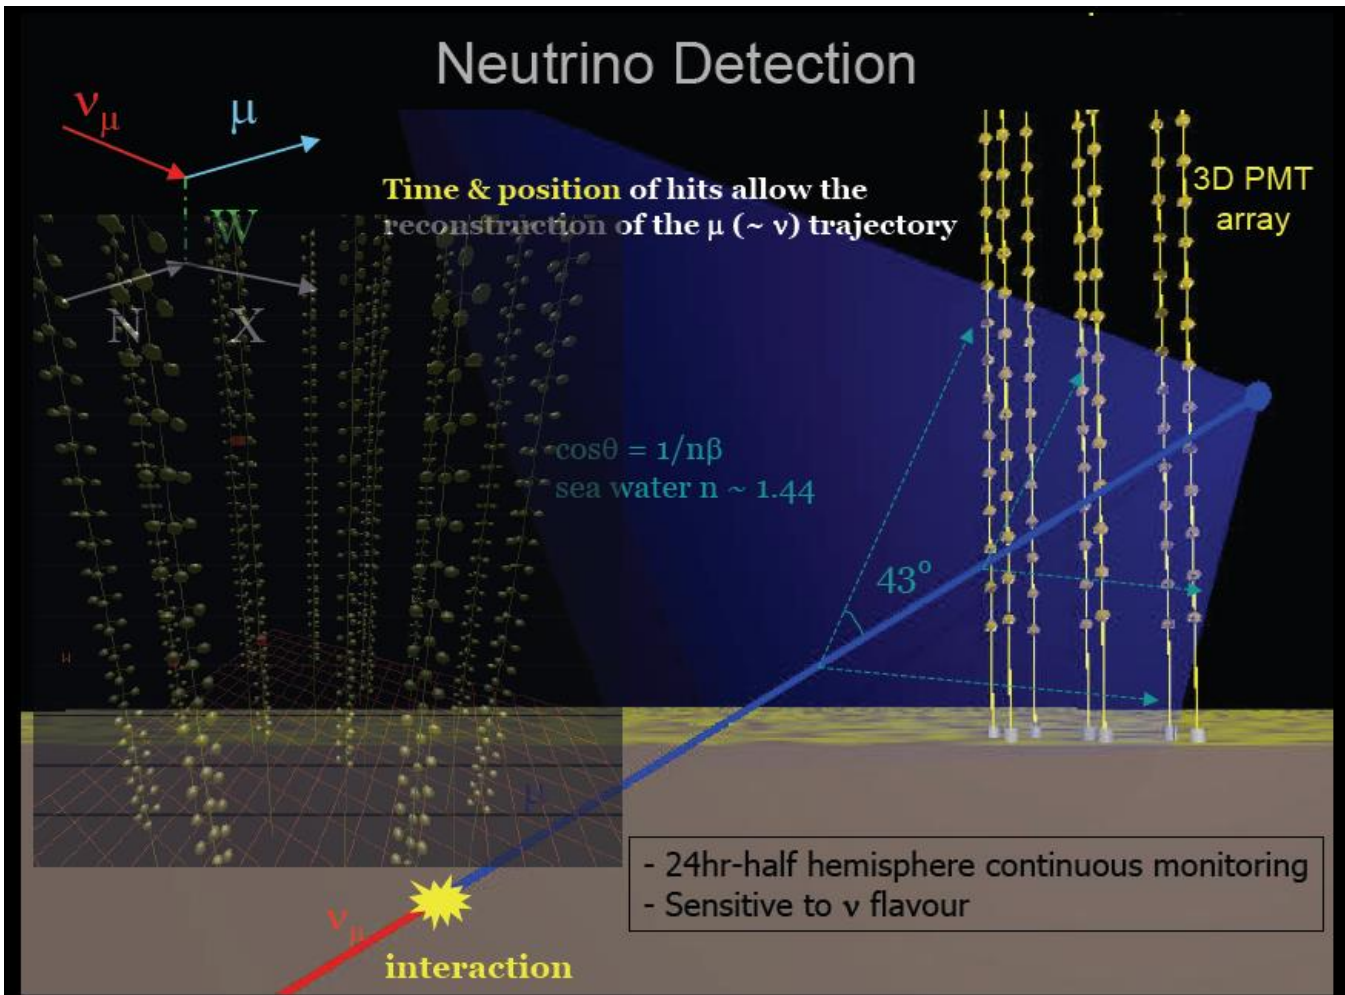 Neutrino Detection
νμ
μ
Time & position of hits allow the
reconstruction of the μ (~ ν) trajectory
3D PMT
array
W
N
X
cosθ = 1/nβ
sea water n ~ 1.44
43°
μ
- 24hr-half hemisphere continuous monitoring
- Sensitive to ν flavour
νμ
interaction